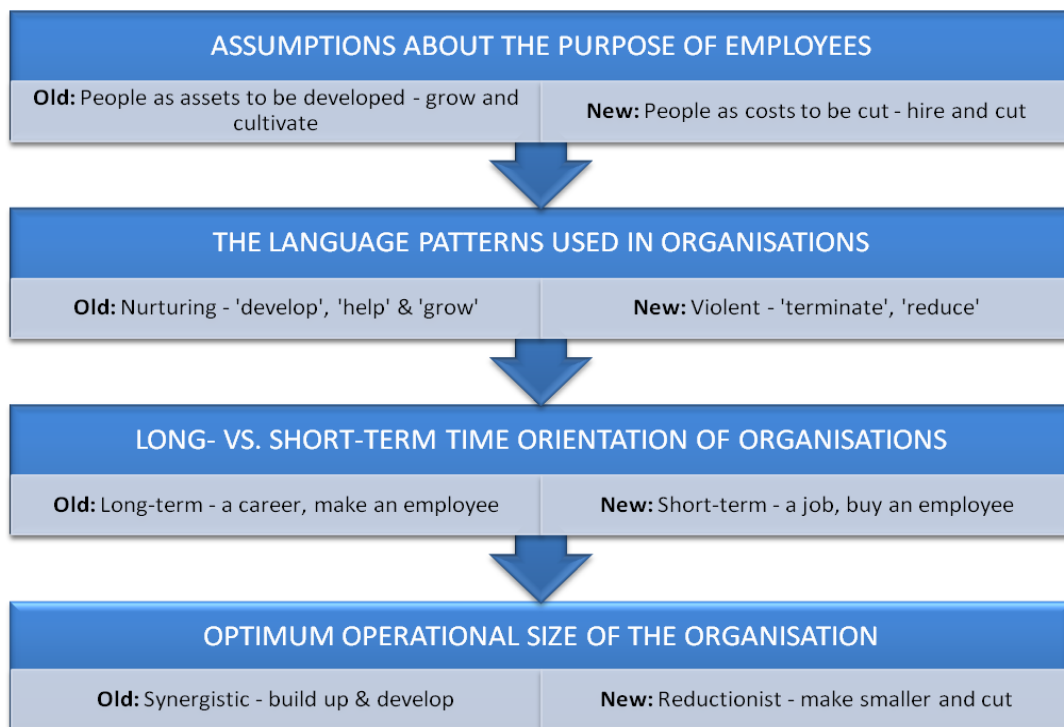 ASSUMPTIONS ABOUT THE PURPOSE OF EMPLOYEES
Old: People as assets to be developed - grow and
cultivate
New: People as costs to be cut - hire and cut
THE LANGUAGE PATTERNS USED IN ORGANISATIONS
Old: Nurturing - 'develop', 'help' & 'grow'
New: Violent - 'terminate', 'reduce'
LONG- VS. SHORT-TERM TIME ORIENTATION OF ORGANISATIONS
Old: Long-term - a career, make an employee
New: Short-term - a job, buy an employee
OPTIMUM OPERATIONAL SIZE OF THE ORGANISATION
Old: Synergistic - build up & develop
New: Reductionist - make smaller and cut